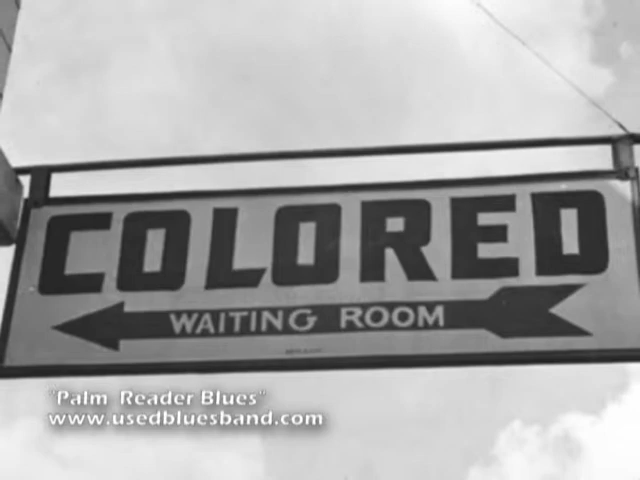 COLORED
WAITING ROOM
"Palm Reader Blues"
www.usedbluesband.com